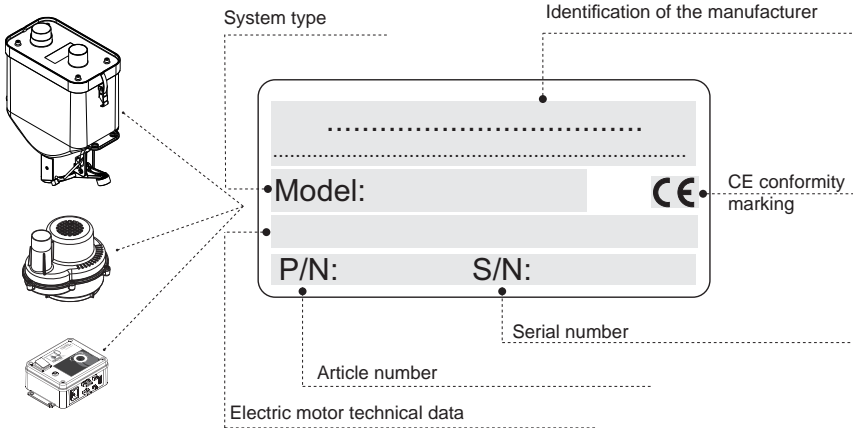 System type
Identification of the manufacturer
..................................
................................................................................
Model:
CE
CE conformity
marking
P/N: S/N:
Serial number
Article number
Electric motor technical data